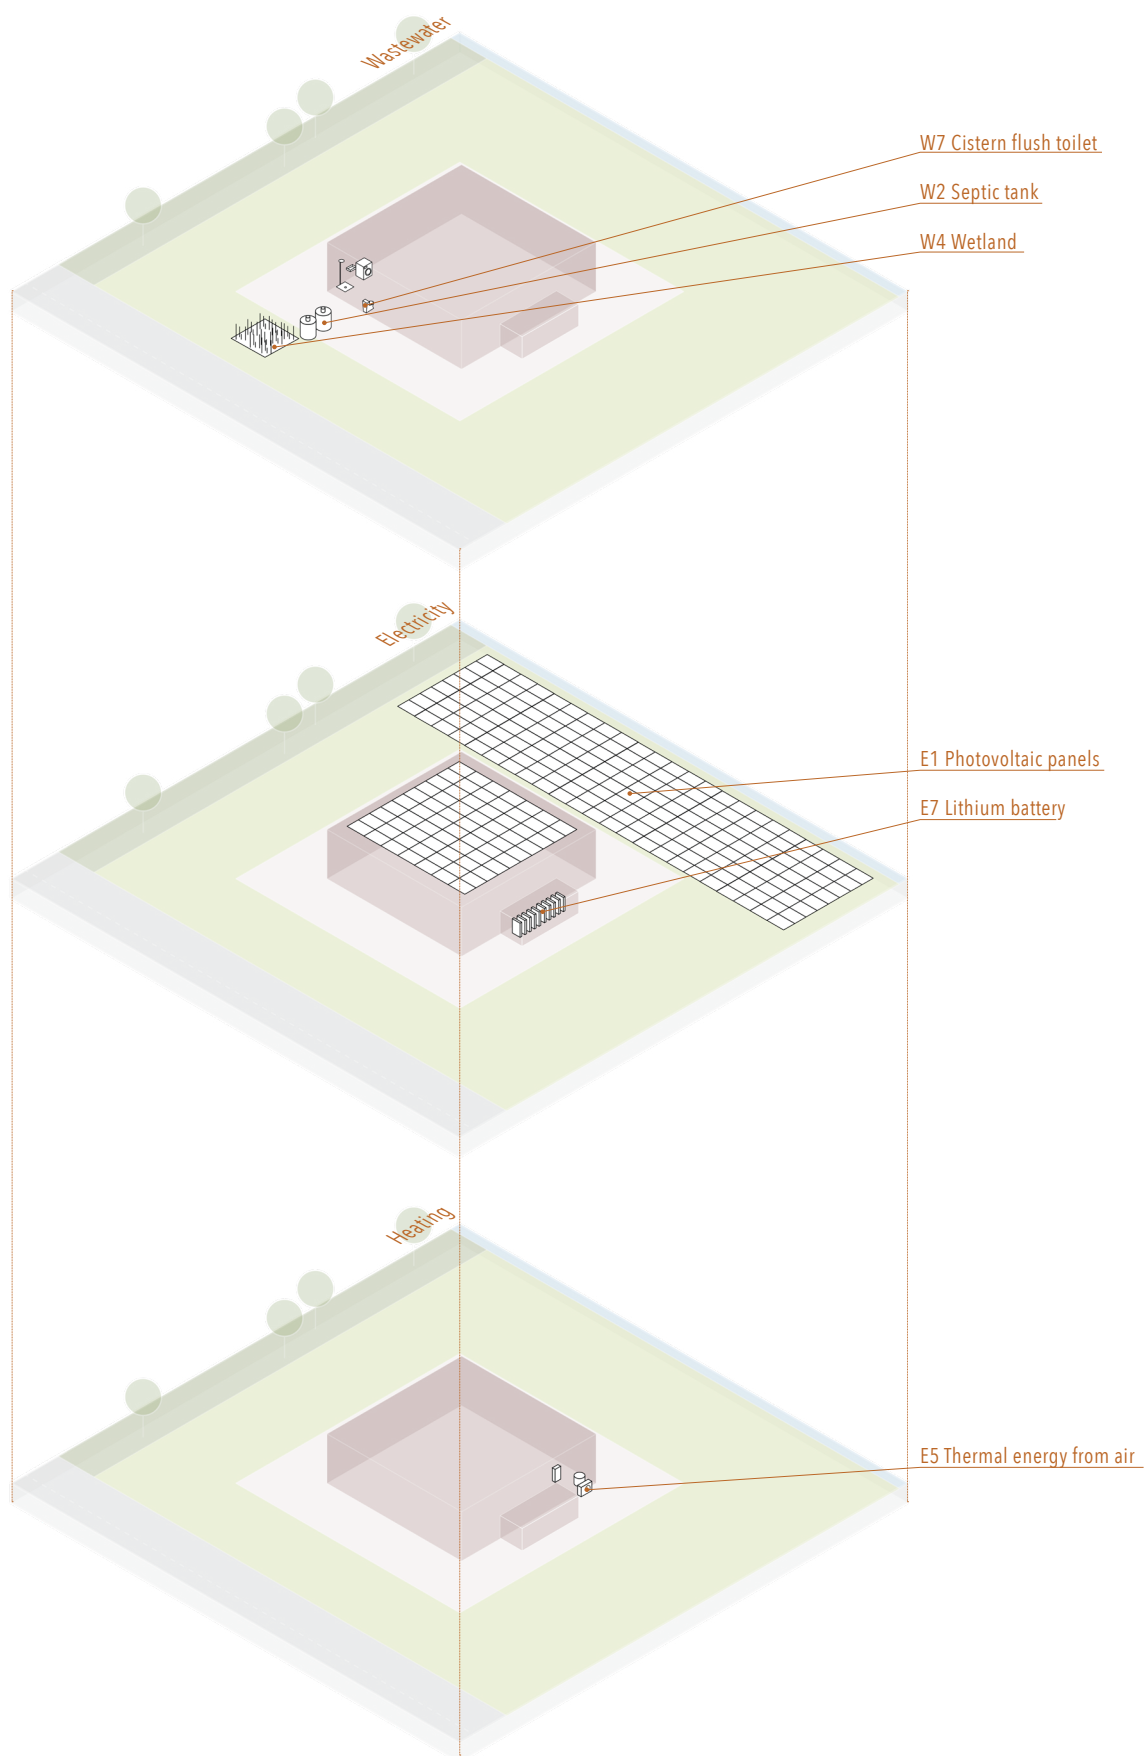 Wastewater
W7 Cistern flush toilet
W2 Septic tank
W4 Wetland
Electricity
E1 Photovoltaic panels
E7 Lithium battery
Heating
E5 Thermal energy from air